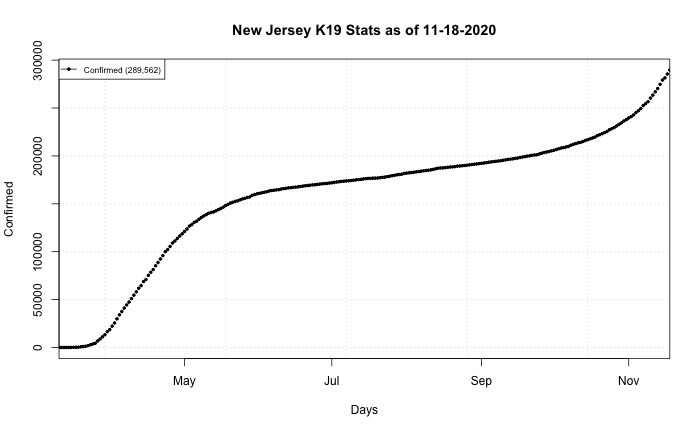 New Jersey K19 Stats as of 11-18-2020
Confirmed (289,562)
300000
200000
100000
50000
0
Confirmed
May Jul Sep Nov
Days